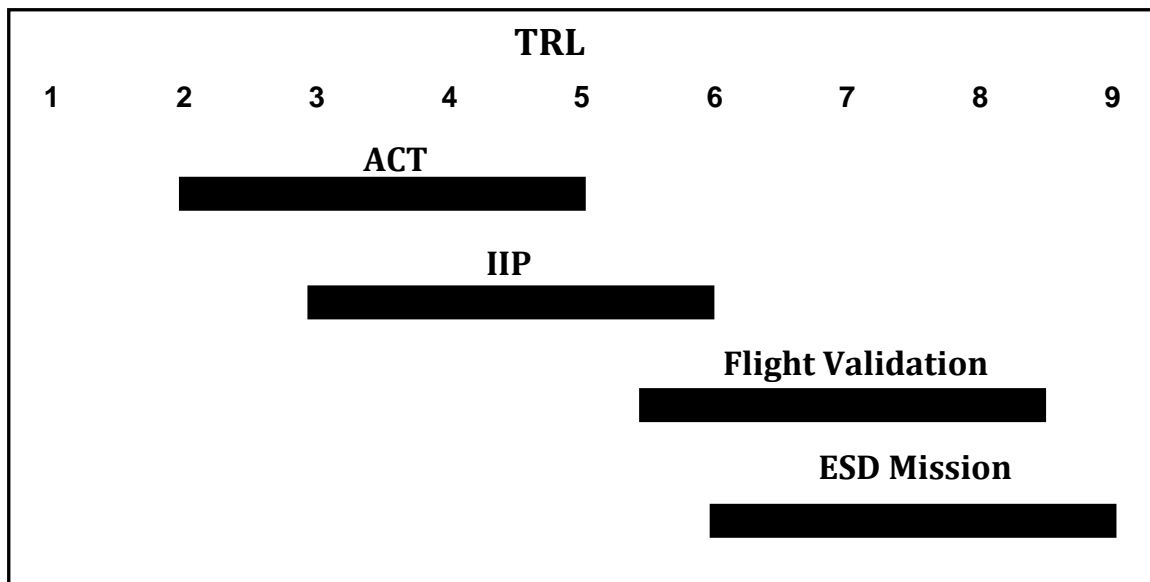 TRL
1 2 3 4 5 6 7 8 9
ACT
IIP
Flight Validation
ESD Mission